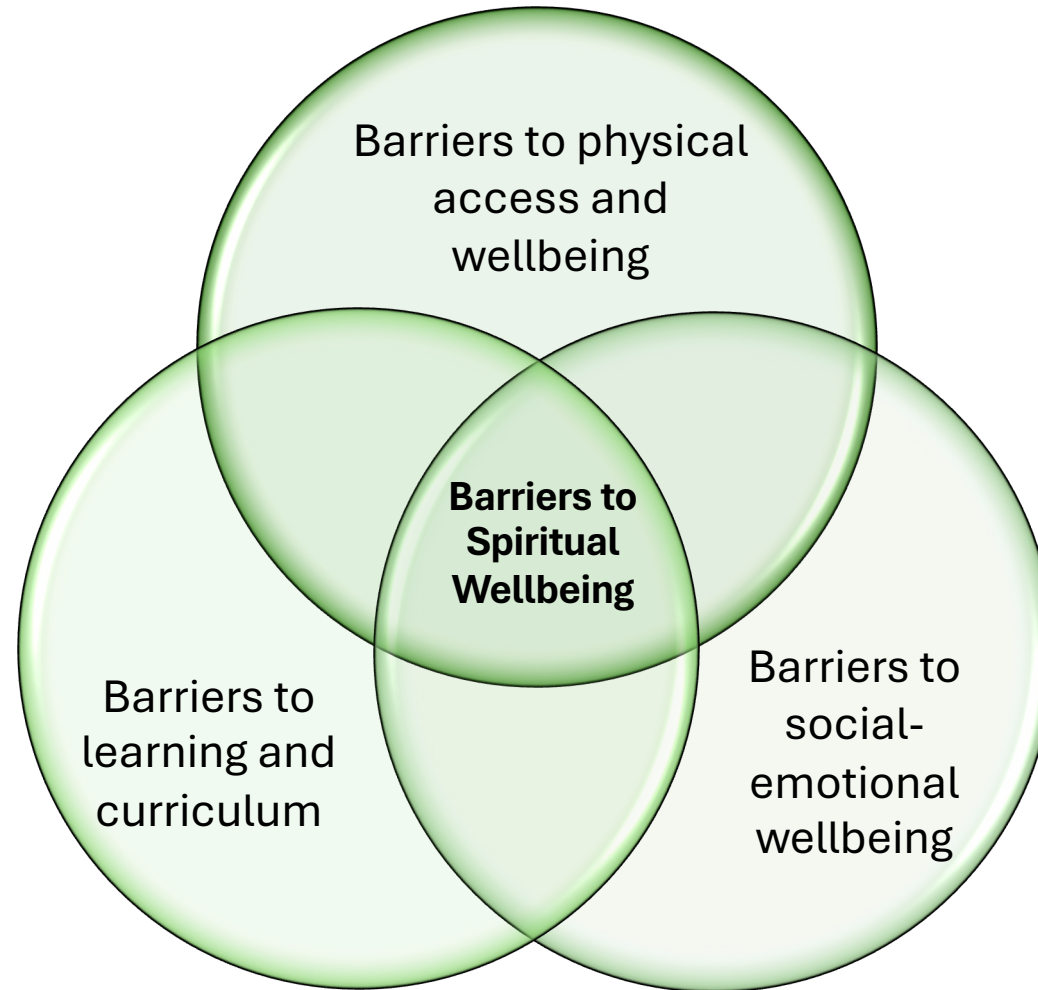 Barriers to physical
access and
wellbeing
Barriers to
Spiritual
Wellbeing
Barriers to
learning and
curriculum
Barriers to
social-
emotional
wellbeing